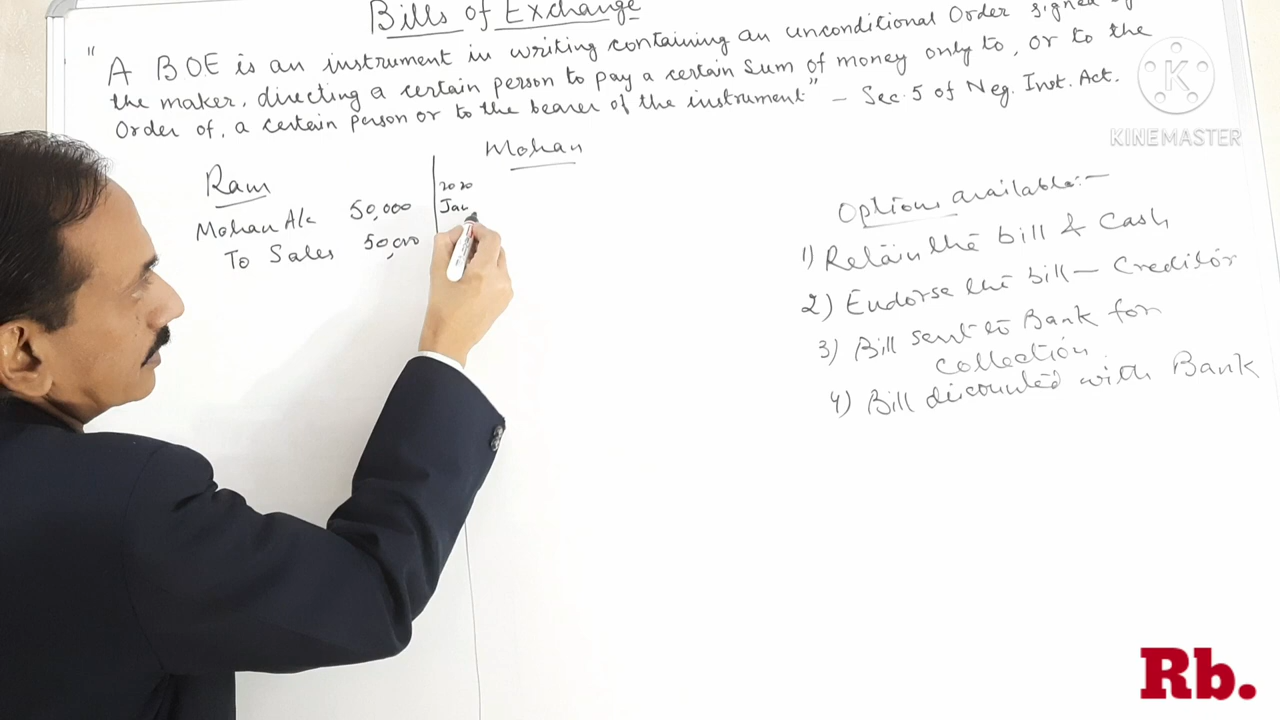 Bills of Exchange
" A BOE is an instrument in writing containing an unconditional Order signed by
the maker, directing a certain person to pay a certain Sum of money only to, or to the
Order of, a certain person or to the bearer of the instrument" - Sec. 5 of Neg. Inst. Act.
Ram
Mohan A/c 50,000
To Sales 50,000
Mohan
2020
Jan
Options available:-
1) Retain the bill & Cash
2) Endorse the bill - Creditor
3) Bill sent to Bank for
collection
4) Bill discounted with Bank
K
KINEMASTER
Rb.